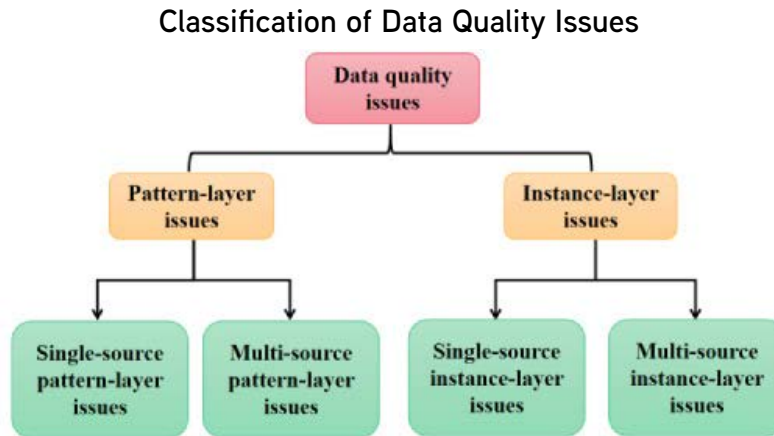 Classification of Data Quality Issues
Data quality
issues
Pattern-layer
issues
Instance-layer
issues
Single-source
pattern-layer
issues
Multi-source
pattern-layer
issues
Single-source
instance-layer
issues
Multi-source
instance-layer
issues